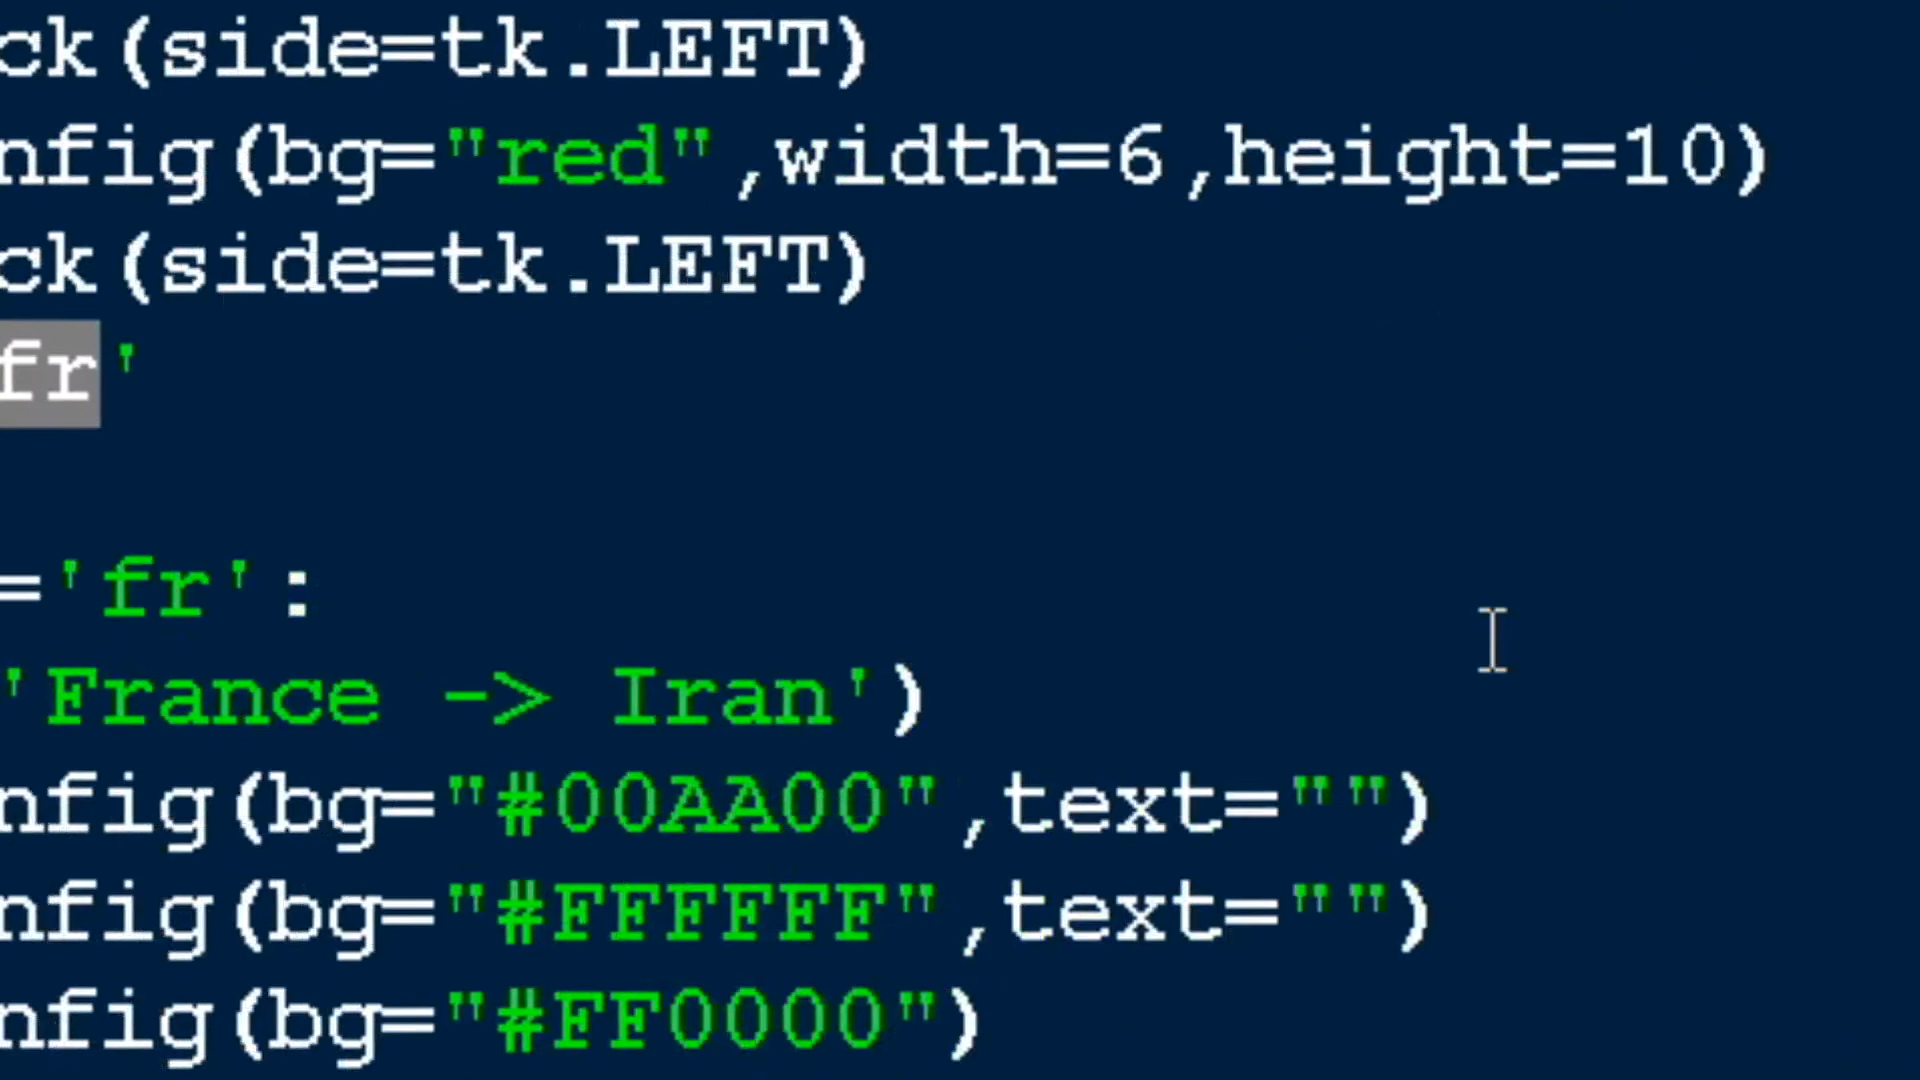 ck(side=tk.LEFT)
nfig(bg="red",width=6,height=10)
ck(side=tk.LEFT)
fr'
='fr':
'France -> Iran')
nfig(bg="#00AA00",text="")
nfig(bg="#FFFFFF",text="")
nfig(bg="#FF0000")